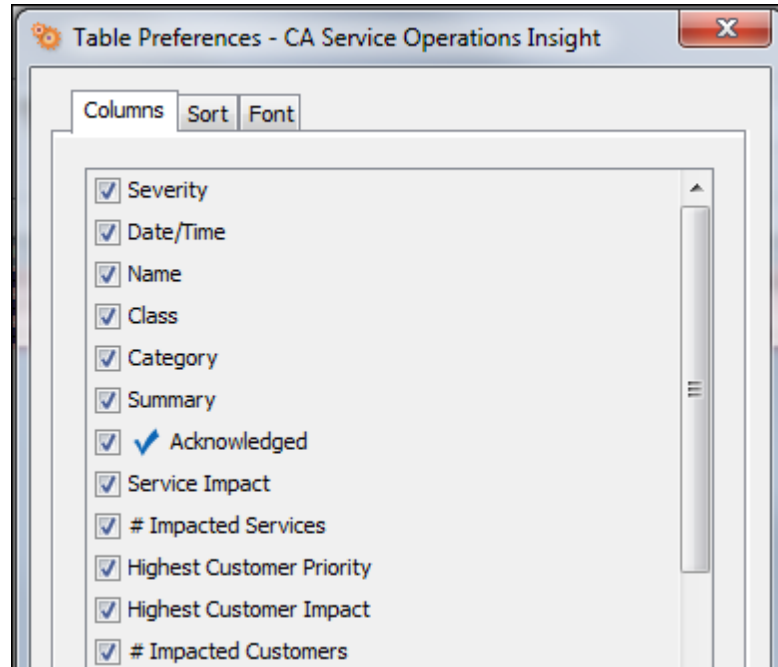 Table Preferences - CA Service Operations Insight
Columns Sort Font
Severity
Date/Time
Name
Class
Category
Summary
Acknowledged
Service Impact
# Impacted Services
Highest Customer Priority
Highest Customer Impact
# Impacted Customers